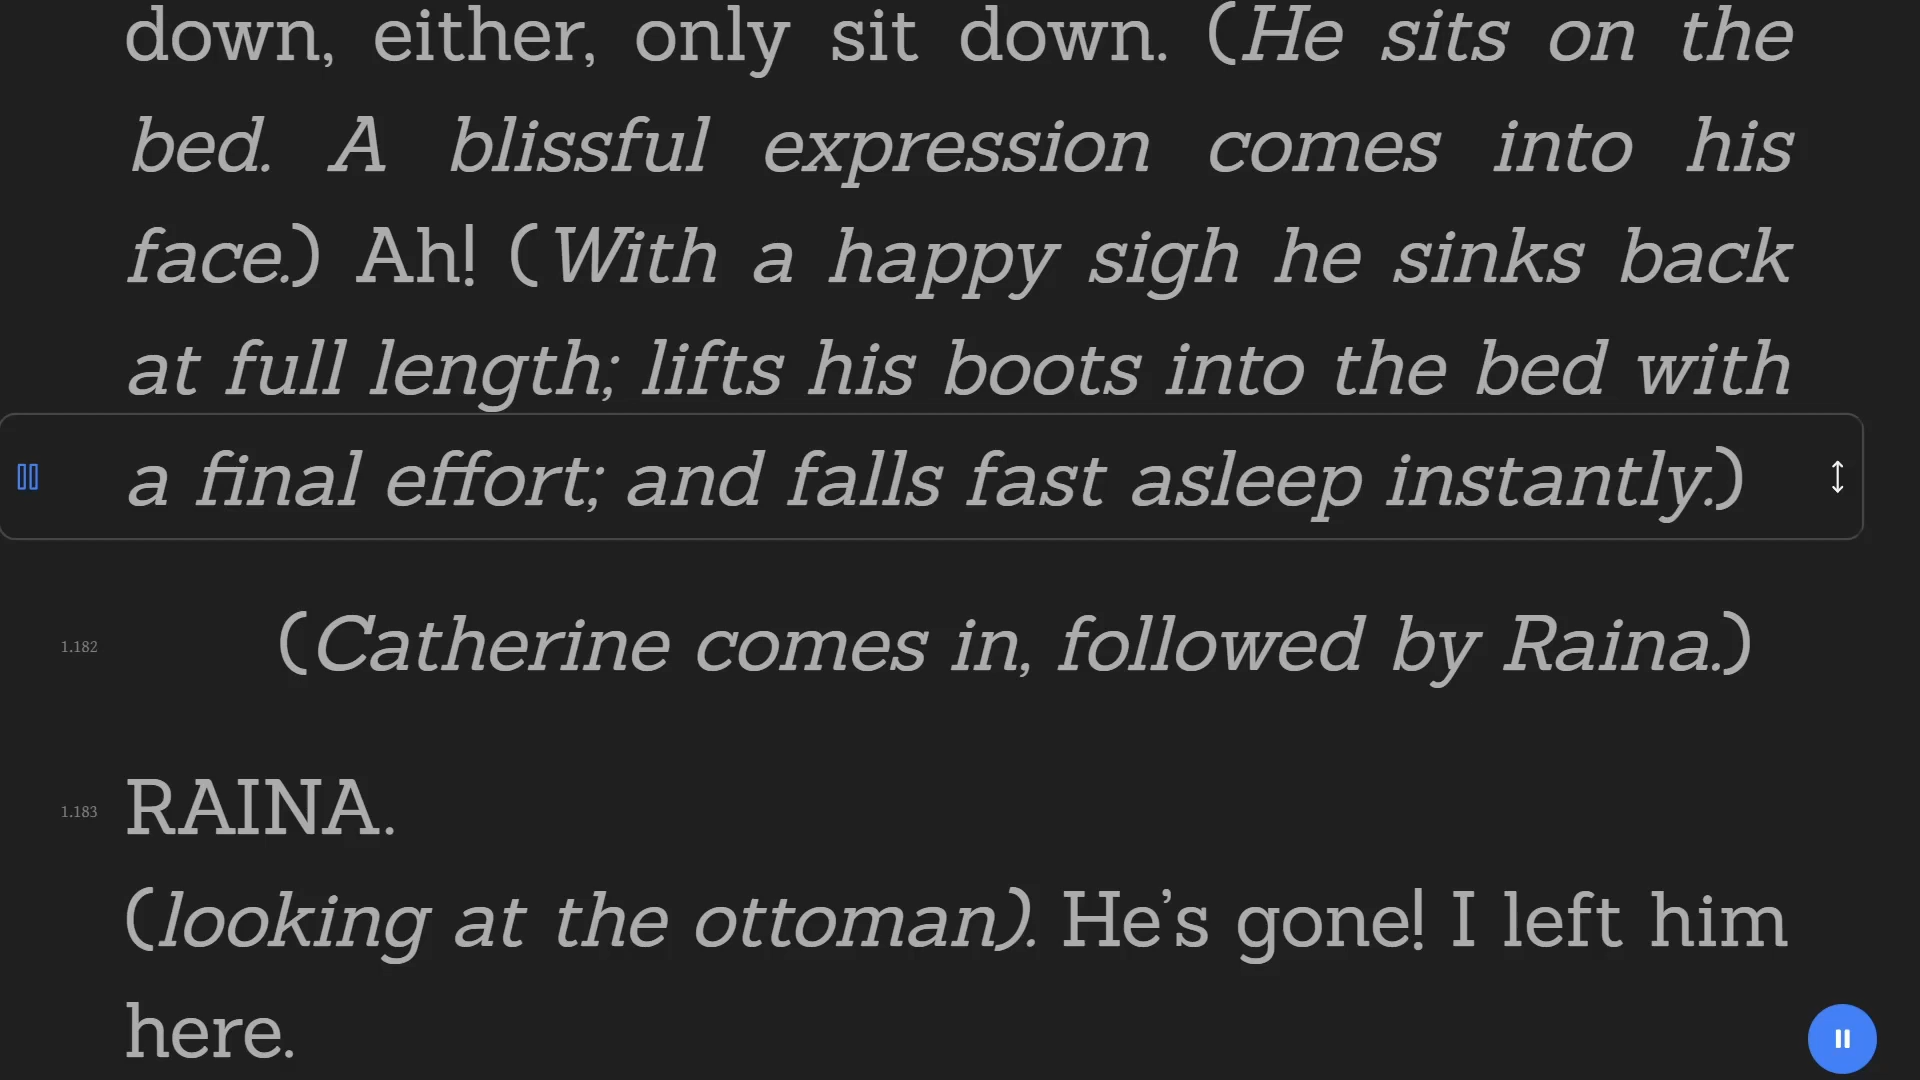 down, either, only sit down. (He sits on the
bed. A blissful expression comes into his
face.) Ah! (With a happy sigh he sinks back
at full length; lifts his boots into the bed with
a final effort; and falls fast asleep instantly.)
1.182 (Catherine comes in, followed by Raina.)
1.183 RAINA.
(looking at the ottoman). He’s gone! I left him
here.